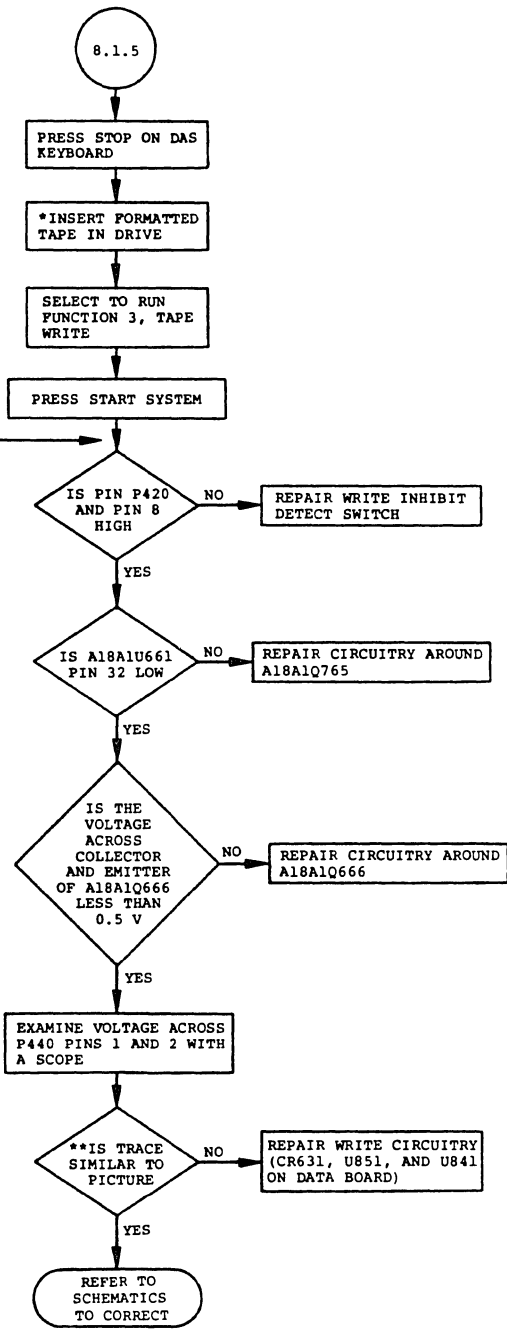 8.1.5
PRESS STOP ON DAS
KEYBOARD
*INSERT FORMATTED
TAPE IN DRIVE
SELECT TO RUN
FUNCTION 3, TAPE
WRITE
PRESS START SYSTEM
IS PIN P420
AND PIN 8
HIGH
NO
REPAIR WRITE INHIBIT
DETECT SWITCH
YES
IS A18A1U661
PIN 32 LOW
NO
REPAIR CIRCUITRY AROUND
A18A1Q765
YES
IS THE
VOLTAGE
ACROSS
COLLECTOR
AND EMITTER
OF A18A1Q666
LESS THAN
0.5 V
NO
REPAIR CIRCUITRY AROUND
A18A1Q666
YES
EXAMINE VOLTAGE ACROSS
P440 PINS 1 AND 2 WITH
A SCOPE
**IS TRACE
SIMILAR TO
PICTURE
NO
REPAIR WRITE CIRCUITRY
(CR631, U851, AND U841
ON DATA BOARD)
YES
REFER TO
SCHEMATICS
TO CORRECT